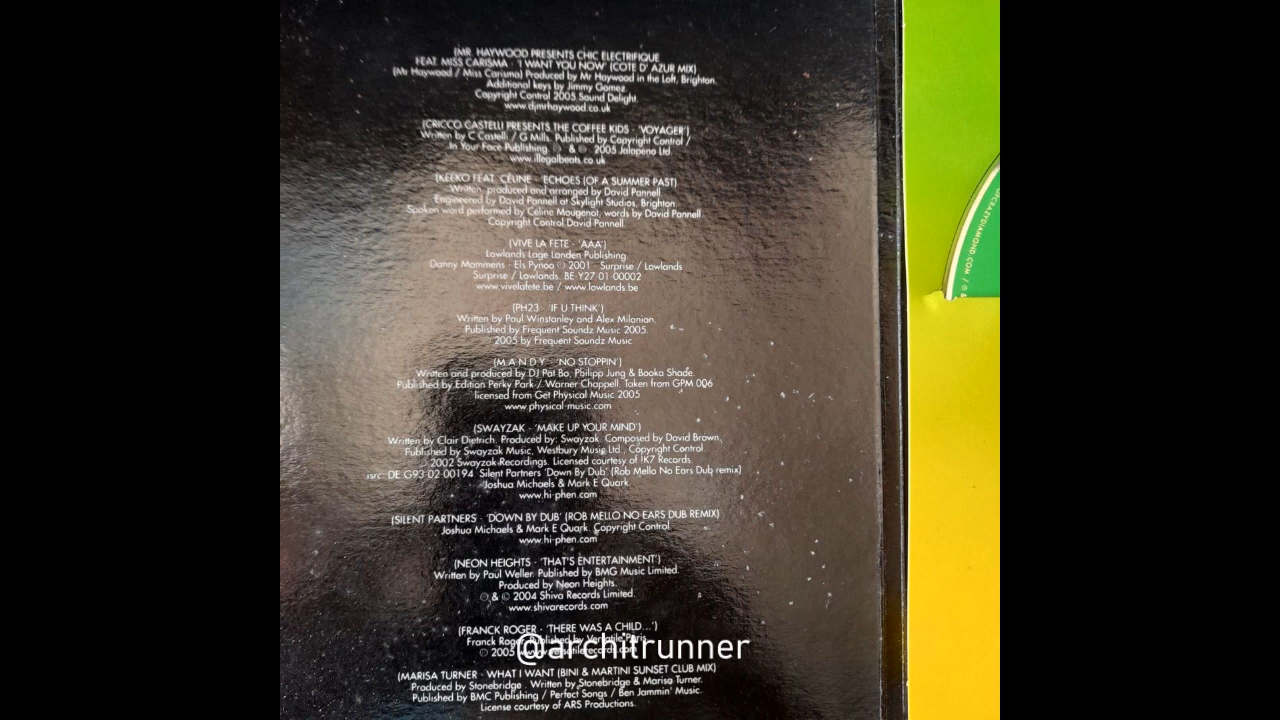 (MR. HAYWOOD PRESENTS CHIC ELECTRIFIQUE
FEAT. MISS CARISMA - 'I WANT YOU NOW' (COTE D' AZUR MIX)
(Mr Haywood / Miss Carisma) Produced by Mr Haywood in the Loft, Brighton.
Additional keys by Jimmy Gomez.
Copyright Control 2005 Sound Delight.
www.djmrhaywood.co.uk
(CRICCO CASTELLI PRESENTS THE COFFEE KIDS - 'VOYAGER')
Written by C Castelli / G Mills. Published by Copyright Control /
In Your Face Publishing. ℗ & © 2005 Jalapeno Ltd.
www.illegalbeats.co.uk
(KEEKO FEAT. CÉLINE - 'ECHOES (OF A SUMMER PAST)
Written, produced and arranged by David Pannell.
Engineered by David Pannell at Skylight Studios, Brighton.
Spoken word performed by Céline Mougenot, words by David Pannell.
Copyright Control David Pannell.
(VIVE LA FETE - 'AAA')
Lowlands Lage Landen Publishing.
Danny Mommens - Els Pynoo © 2001 - Surprise / Lowlands
Surprise / Lowlands. BE-Y27 01 00002
www.vivelafete.be / www.lowlands.be
(PH23 - 'IF U THINK')
Written by Paul Winstanley and Alex Milanian.
Published by Frequent Soundz Music 2005.
© 2005 by Frequent Soundz Music
(M A N D Y - 'NO STOPPIN')
Written and produced by DJ Pat Bo, Philipp Jung & Booka Shade.
Published by Edition Perky Park / Warner Chappell. Taken from GPM 006
licensed from Get Physical Music 2005
www.physical-music.com
(SWAYZAK - 'MAKE UP YOUR MIND')
Written by Clair Dietrich. Produced by: Swayzak. Composed by David Brown,
Published by Swayzak Music, Westbury Music Ltd., Copyright Control
© 2002 Swayzak Recordings. Licensed courtesy of !K7 Records.
isrc: DE G93 02 00194. Silent Partners 'Down By Dub' (Rob Mello No Ears Dub remix)
Joshua Michaels & Mark E Quark.
www.hi-phen.com
(SILENT PARTNERS - 'DOWN BY DUB' (ROB MELLO NO EARS DUB REMIX)
Joshua Michaels & Mark E Quark. Copyright Control.
www.hi-phen.com
(NEON HEIGHTS - 'THAT'S ENTERTAINMENT')
Written by Paul Weller. Published by BMG Music Limited.
Produced by Neon Heights.
℗ & © 2004 Shiva Records Limited.
www.shivarecords.com
(FRANCK ROGER - 'THERE WAS A CHILD...')
Franck Roger. Published by Versatile Paris
© 2005 www.versatilerecords.com
@architrunner
(MARISA TURNER - WHAT I WANT (BINI & MARTINI SUNSET CLUB MIX)
Produced by Stonebridge . Written by Stonebridge & Marisa Turner.
Published by BMC Publishing / Perfect Songs / Ben Jammin' Music.
License courtesy of ARS Productions.